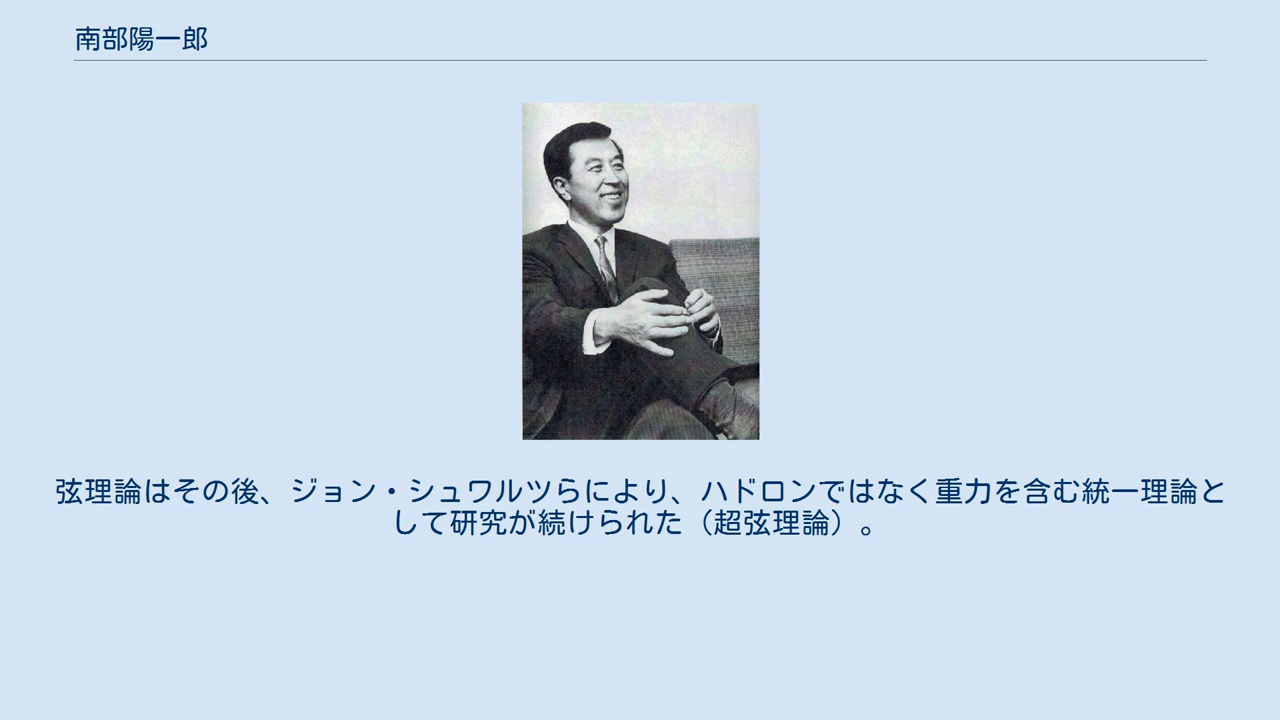 南部陽一郎
弦理論はその後、ジョン・シュワルツらにより、ハドロンではなく重力を含む統一理論と
して研究が続けられた（超弦理論）。